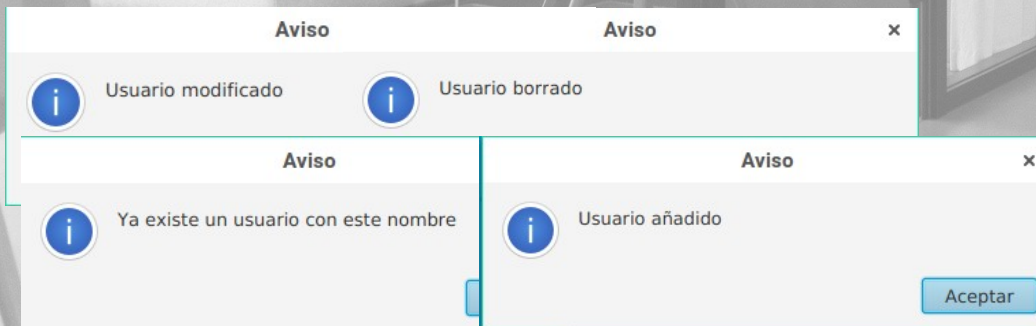 Aviso
Aviso ×
Usuario modificado
Usuario borrado
Aviso
Ya existe un usuario con este nombre
Aviso ×
Usuario añadido
Aceptar